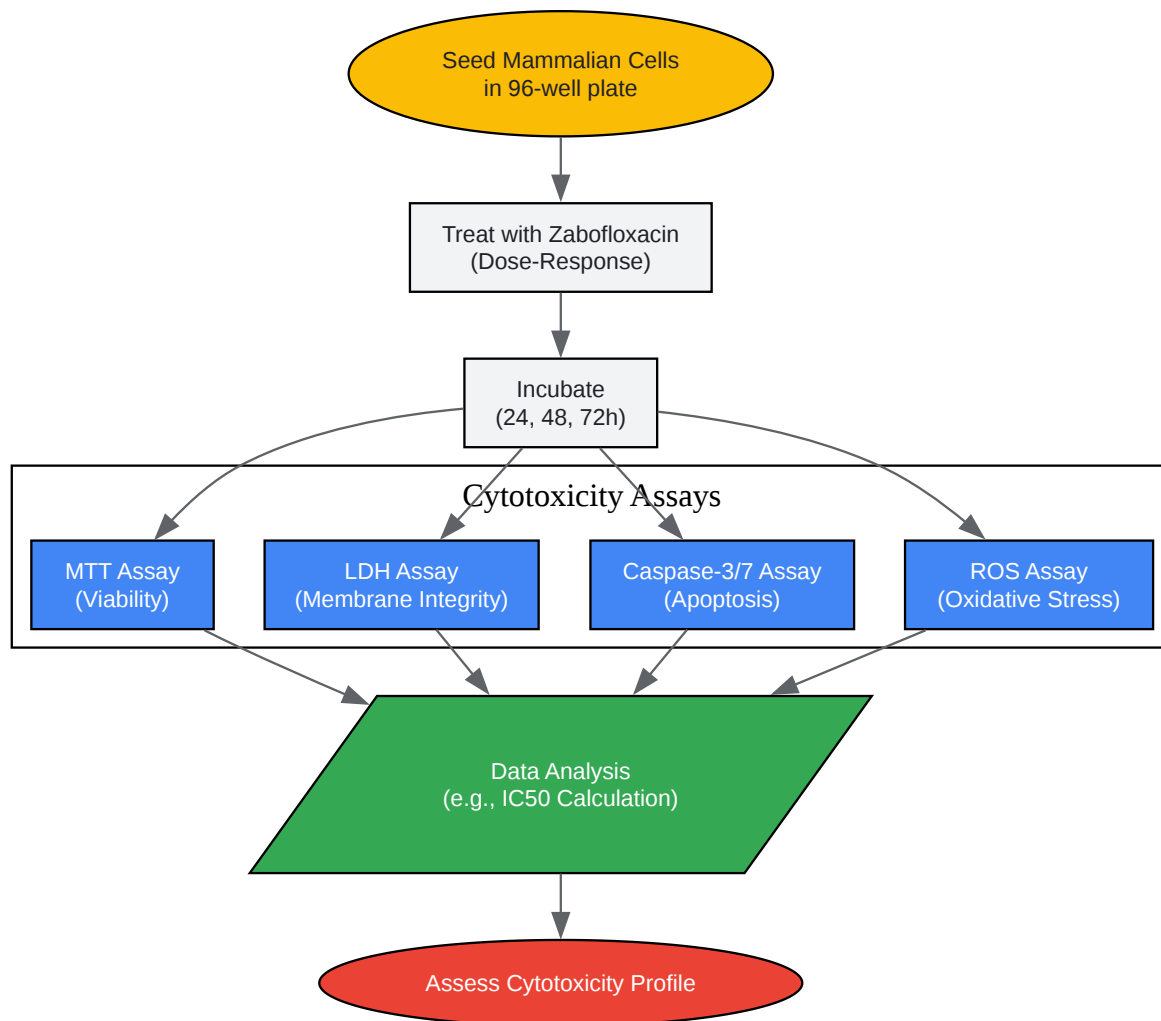 Seed Mammalian Cells
in 96-well plate
Treat with Zabofloxacin
(Dose-Response)
Incubate
(24, 48, 72h)
Cytotoxicity Assays
MTT Assay
(Viability)
LDH Assay
(Membrane Integrity)
Caspase-3/7 Assay
(Apoptosis)
ROS Assay
(Oxidative Stress)
Data Analysis
(e.g., IC50 Calculation)
Assess Cytotoxicity Profile